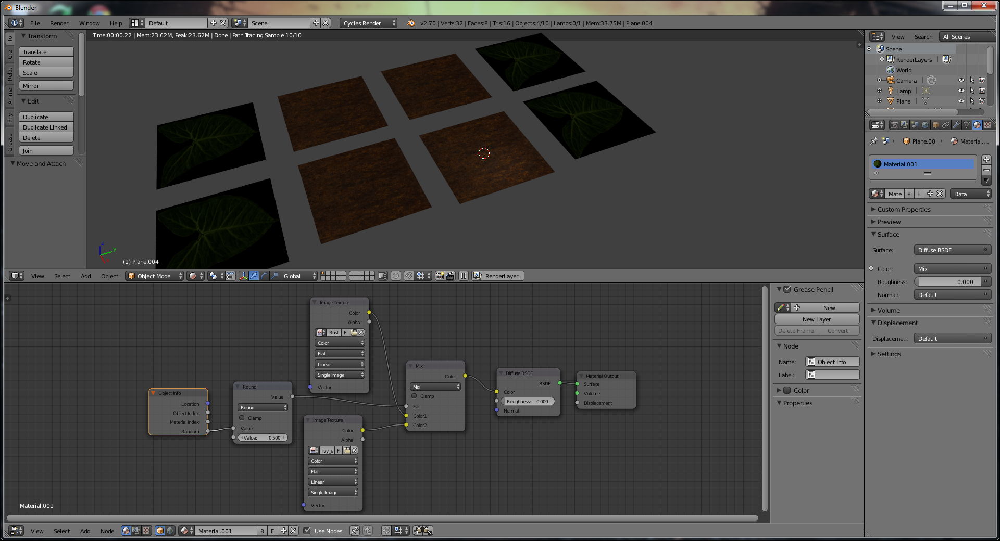 Blender
File Render Window Help Default Scene Cycles Render v2.70 | Verts:32 | Faces:8 | Tris:16 | Objects:4/10 | Lamps:0/1 | Mem:33.75M | Plane.004
Time:00:00.22 | Mem:23.62M, Peak:23.62M | Done | Path Tracing Sample 10/10
To
Cre
Relati
Anima
Phy
Grease
Transform
Translate
Rotate
Scale
Mirror
Edit
Duplicate
Duplicate Linked
Delete
Join
Move and Attach
z
y
(1) Plane.004
View Select Add Object Object Mode Global RenderLayer
View Search All Scenes
Scene
RenderLayers |
World
Camera |
Lamp |
Plane |
Plane.00 Material....
Material.001
Mate 8 F Data
Custom Properties
Preview
Surface
Surface: Diffuse BSDF
Color: Mix
Roughness: 0.000
Normal: Default
Volume
Displacement
Displaceme... Default
Settings
Object Info
Location
Object Index
Material Index
Random
Round
Value
Round
Clamp
Value
Value: 0.500
Image Texture
Color
Alpha
Rust F
Color
Flat
Linear
Single Image
Vector
Image Texture
Color
Alpha
ivy_s F
Color
Flat
Linear
Single Image
Vector
Mix
Color
Mix
Clamp
Fac
Color1
Color2
Diffuse BSDF
BSDF
Color
Roughness: 0.000
Normal
Material Output
Surface
Volume
Displacement
Grease Pencil
New
New Layer
Delete Frame Convert
Node
Name: Object Info
Label:
Color
Properties
Material.001
View Select Add Node Material.001 8 F Use Nodes